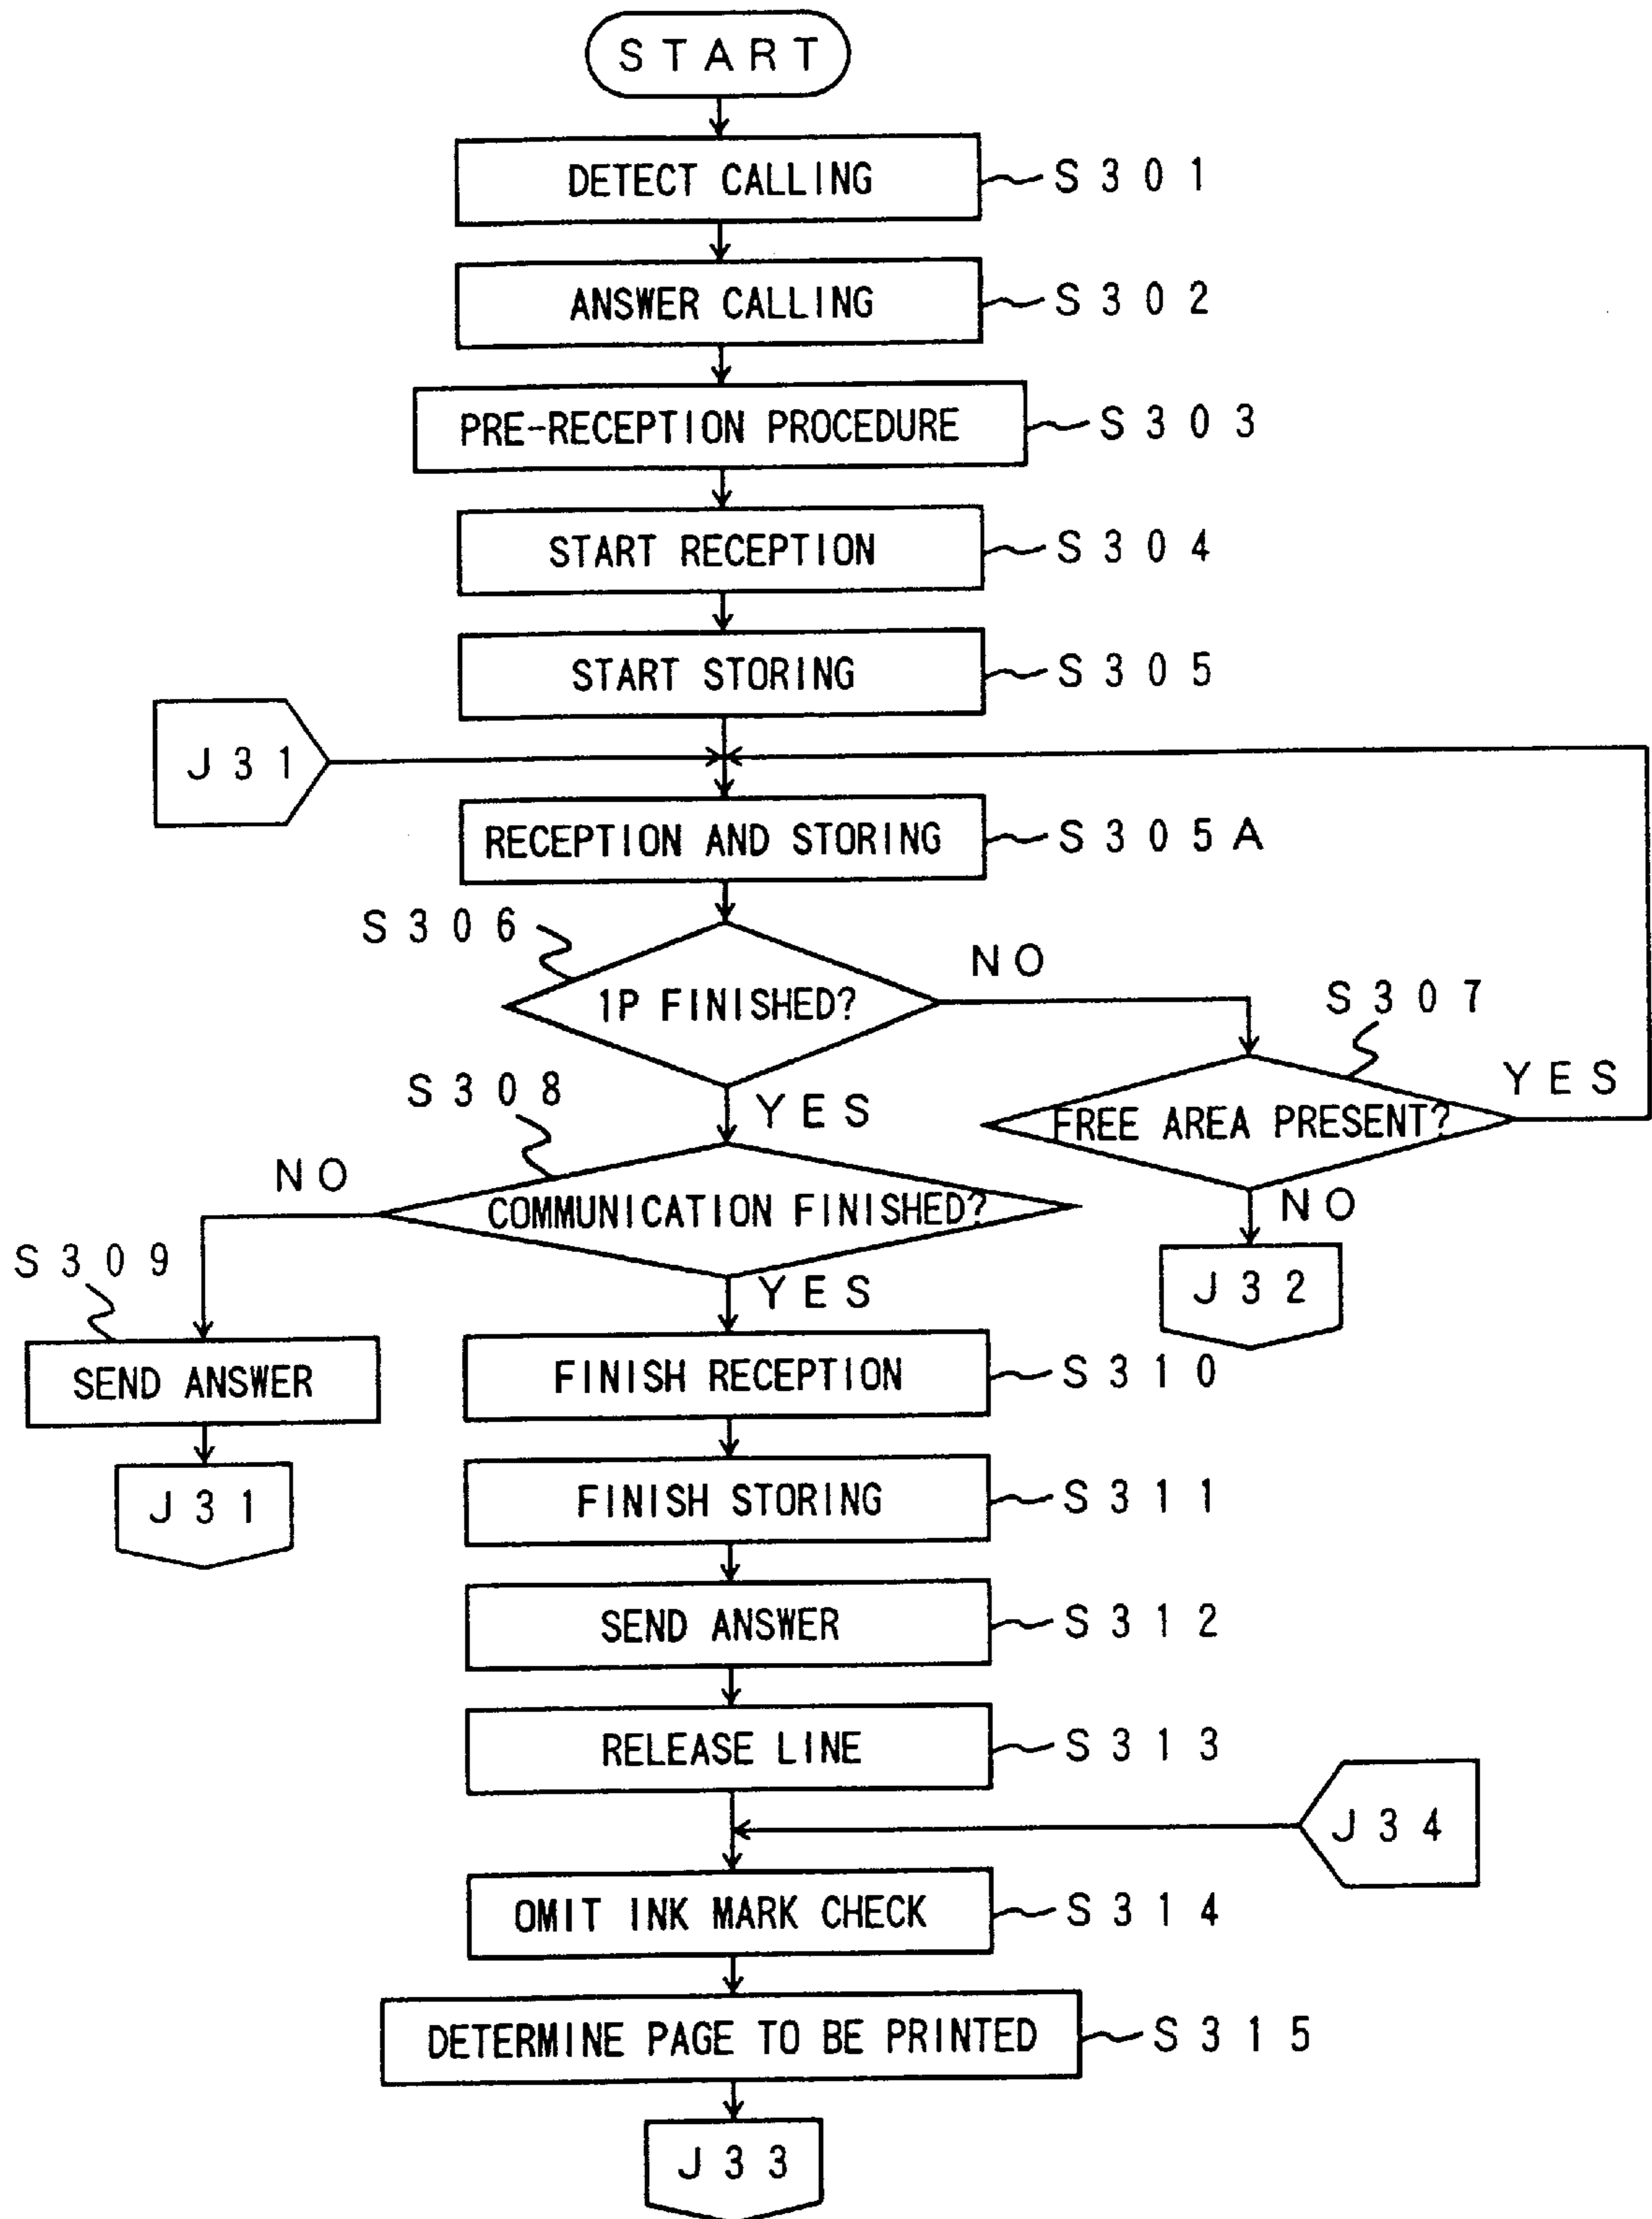 START
DETECT CALLING
S301
ANSWER CALLING
S302
PRE-RECEPTION PROCEDURE
S303
START RECEPTION
S304
START STORING
S305
J31
RECEPTION AND STORING
S305A
S306
NO
1P FINISHED?
S307
YES
FREE AREA PRESENT?
YES
S308
NO
COMMUNICATION FINISHED?
NO
J32
S309
YES
SEND ANSWER
FINISH RECEPTION
S310
J31
FINISH STORING
S311
SEND ANSWER
S312
RELEASE LINE
S313
J34
OMIT INK MARK CHECK
S314
DETERMINE PAGE TO BE PRINTED
S315
J33